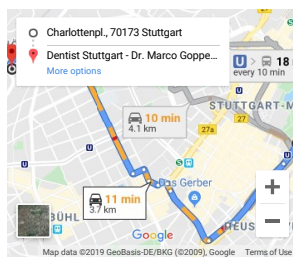 Charlottenpl., 70173 Stuttgart
Dentist Stuttgart - Dr. Marco Goppe...
More options
U > 18
every 10 min
STUTTGART-M
10 min
4.1 km
27
27a
U
S U
Das Gerber
11 min
3.7 km
BÜHL
HEUS
U
+
−
Google
Map data ©2019 GeoBasis-DE/BKG (©2009), Google Terms of Use